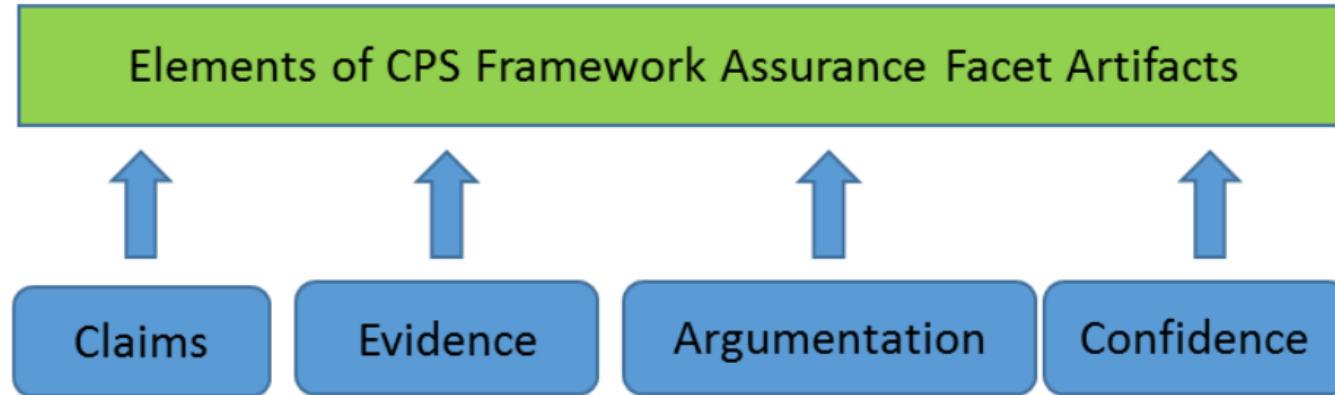 Elements of CPS Framework Assurance Facet Artifacts
Claims
Evidence
Argumentation
Confidence